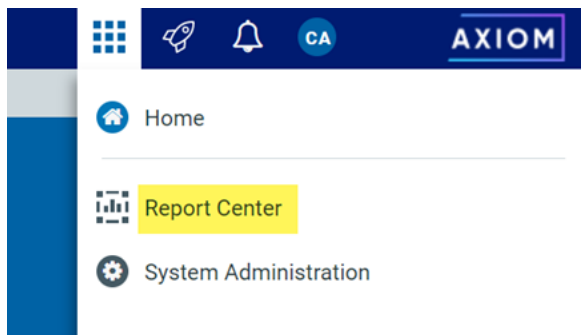 CA
AXIOM
Home
Report Center
System Administration